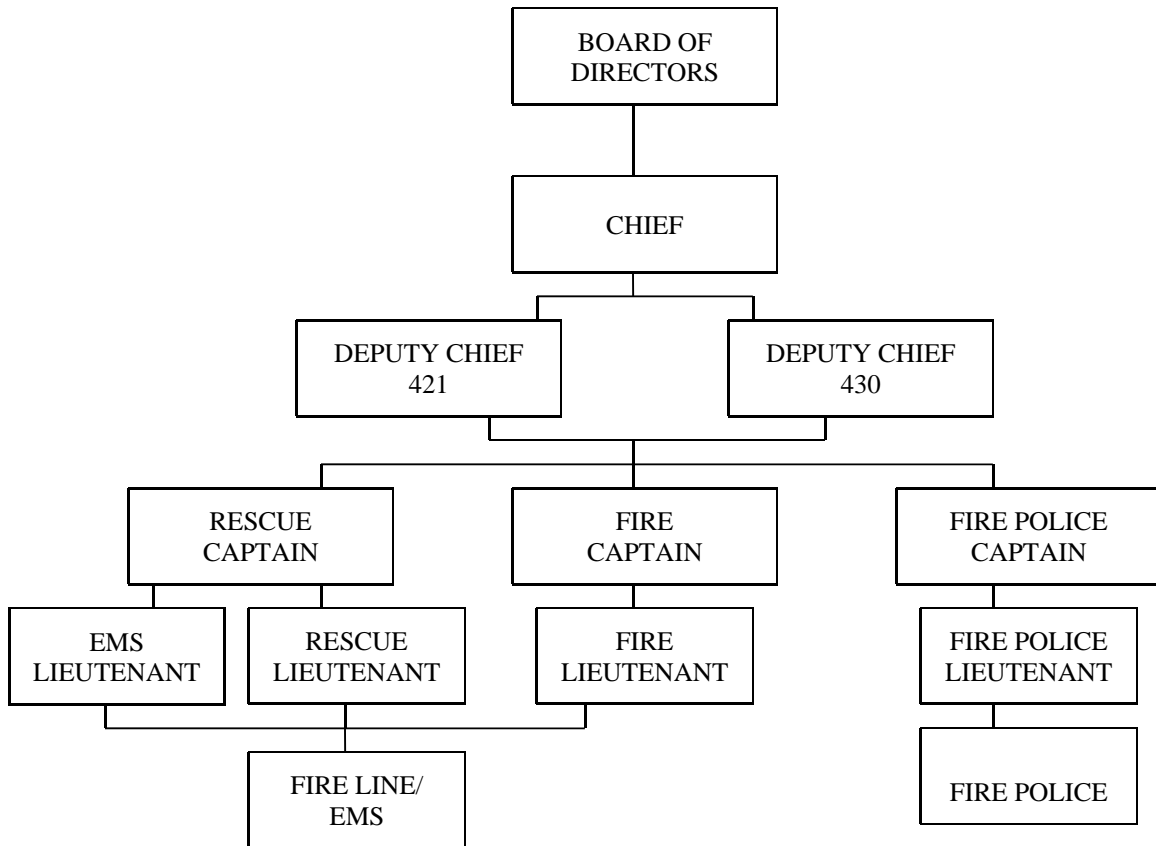 BOARD OF
DIRECTORS
CHIEF
DEPUTY CHIEF
421
DEPUTY CHIEF
430
RESCUE
CAPTAIN
FIRE
CAPTAIN
FIRE POLICE
CAPTAIN
EMS
LIEUTENANT
RESCUE
LIEUTENANT
FIRE
LIEUTENANT
FIRE POLICE
LIEUTENANT
FIRE LINE/
EMS
FIRE POLICE